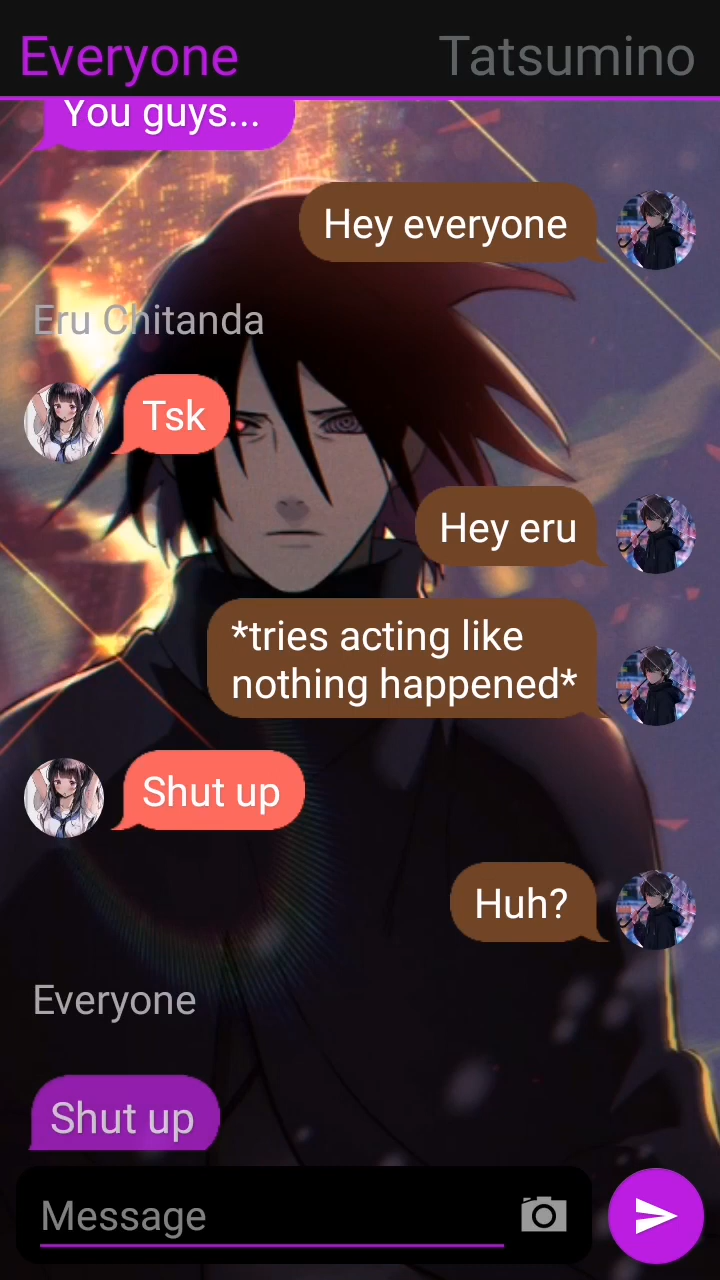 Everyone
Tatsumino
You guys...
Hey everyone
Eru Chitanda
Tsk
Hey eru
*tries acting like
nothing happened*
Shut up
Huh?
Everyone
Shut up
Message